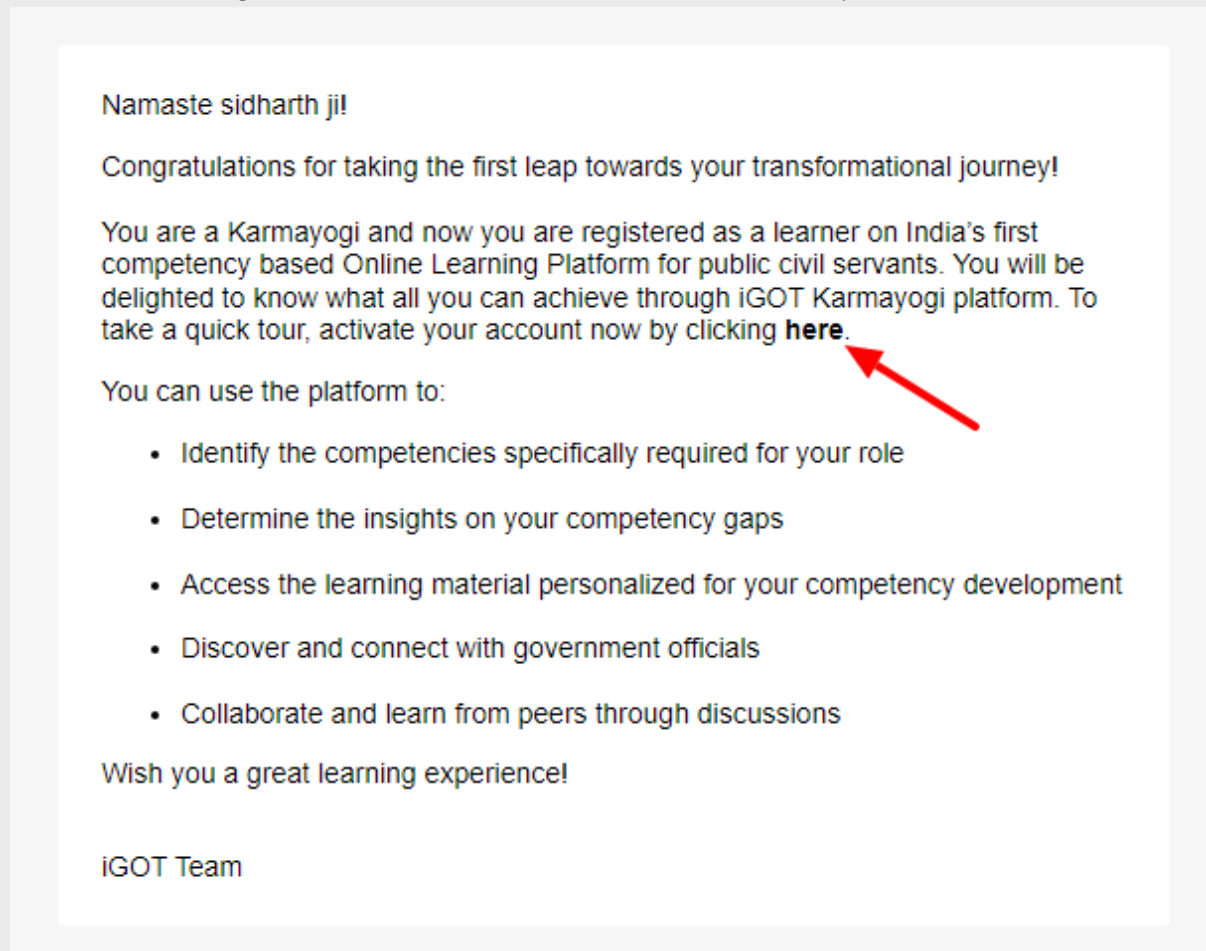 Namaste sidharth ji!
Congratulations for taking the first leap towards your transformational journey!
You are a Karmayogi and now you are registered as a learner on India’s first
competency based Online Learning Platform for public civil servants. You will be
delighted to know what all you can achieve through iGOT Karmayogi platform. To
take a quick tour, activate your account now by clicking here.
You can use the platform to:
• Identify the competencies specifically required for your role
• Determine the insights on your competency gaps
• Access the learning material personalized for your competency development
• Discover and connect with government officials
• Collaborate and learn from peers through discussions
Wish you a great learning experience!
iGOT Team